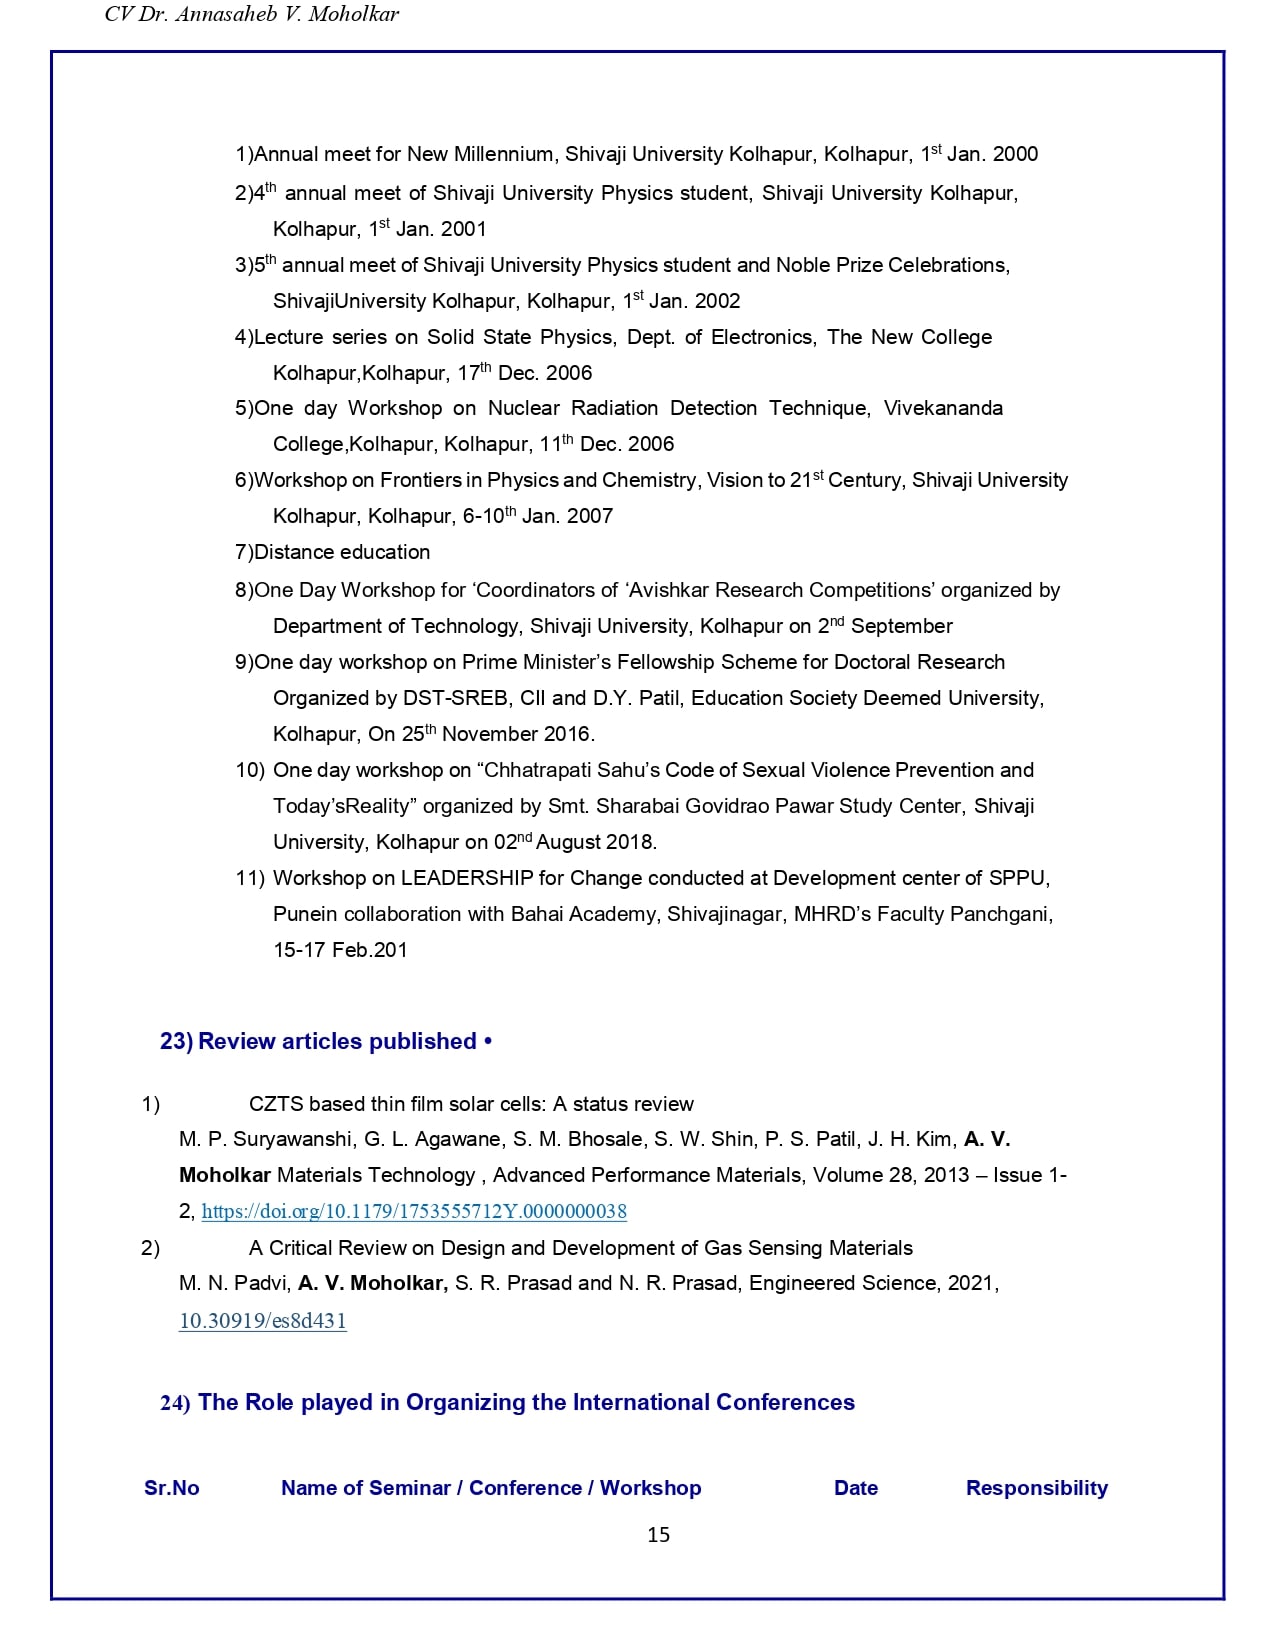 CV Dr. Annasaheb V. Moholkar
1)Annual meet for New Millennium, Shivaji University Kolhapur, Kolhapur, 1st Jan. 2000
2)4th annual meet of Shivaji University Physics student, Shivaji University Kolhapur,
Kolhapur, 1st Jan. 2001
3)5th annual meet of Shivaji University Physics student and Noble Prize Celebrations,
ShivajiUniversity Kolhapur, Kolhapur, 1st Jan. 2002
4)Lecture series on Solid State Physics, Dept. of Electronics, The New College
Kolhapur,Kolhapur, 17th Dec. 2006
5)One day Workshop on Nuclear Radiation Detection Technique, Vivekananda
College,Kolhapur, Kolhapur, 11th Dec. 2006
6)Workshop on Frontiers in Physics and Chemistry, Vision to 21st Century, Shivaji University
Kolhapur, Kolhapur, 6-10th Jan. 2007
7)Distance education
8)One Day Workshop for ‘Coordinators of ‘Avishkar Research Competitions’ organized by
Department of Technology, Shivaji University, Kolhapur on 2nd September
9)One day workshop on Prime Minister’s Fellowship Scheme for Doctoral Research
Organized by DST-SREB, CII and D.Y. Patil, Education Society Deemed University,
Kolhapur, On 25th November 2016.
10) One day workshop on “Chhatrapati Sahu’s Code of Sexual Violence Prevention and
Today’sReality” organized by Smt. Sharabai Govidrao Pawar Study Center, Shivaji
University, Kolhapur on 02nd August 2018.
11) Workshop on LEADERSHIP for Change conducted at Development center of SPPU,
Punein collaboration with Bahai Academy, Shivajinagar, MHRD’s Faculty Panchgani,
15-17 Feb.201
23) Review articles published •
1) CZTS based thin film solar cells: A status review
M. P. Suryawanshi, G. L. Agawane, S. M. Bhosale, S. W. Shin, P. S. Patil, J. H. Kim, A. V.
Moholkar Materials Technology , Advanced Performance Materials, Volume 28, 2013 – Issue 1-
2, https://doi.org/10.1179/1753555712Y.0000000038
2) A Critical Review on Design and Development of Gas Sensing Materials
M. N. Padvi, A. V. Moholkar, S. R. Prasad and N. R. Prasad, Engineered Science, 2021,
10.30919/es8d431
24) The Role played in Organizing the International Conferences
Sr.No Name of Seminar / Conference / Workshop Date Responsibility
15